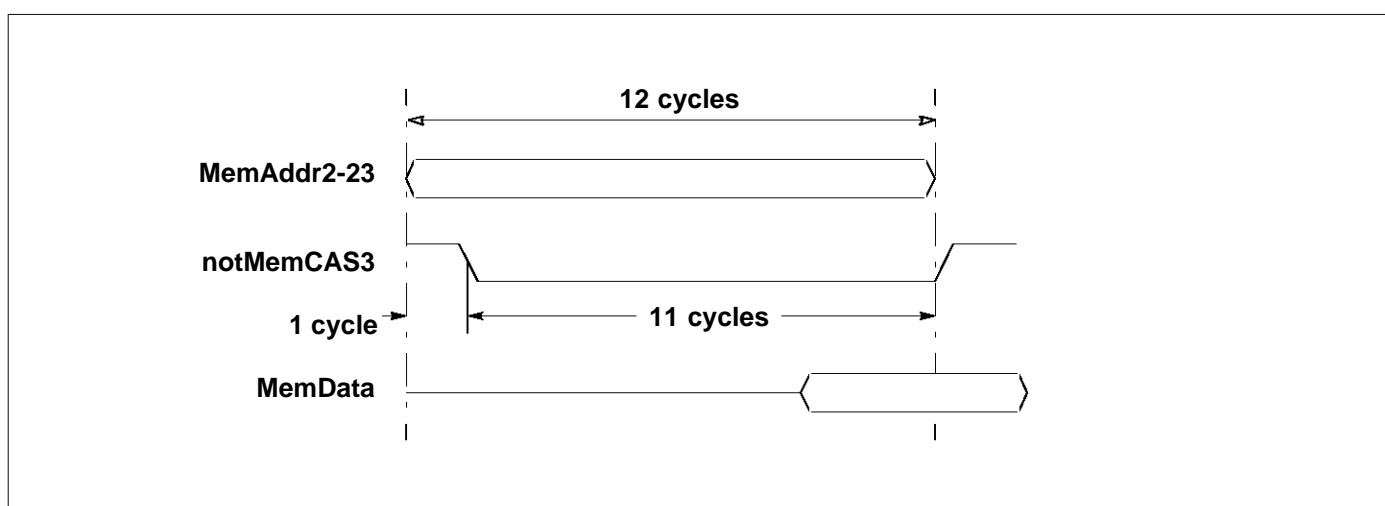 12 cycles
MemAddr2-23
notMemCAS3
1 cycle
11 cycles
MemData